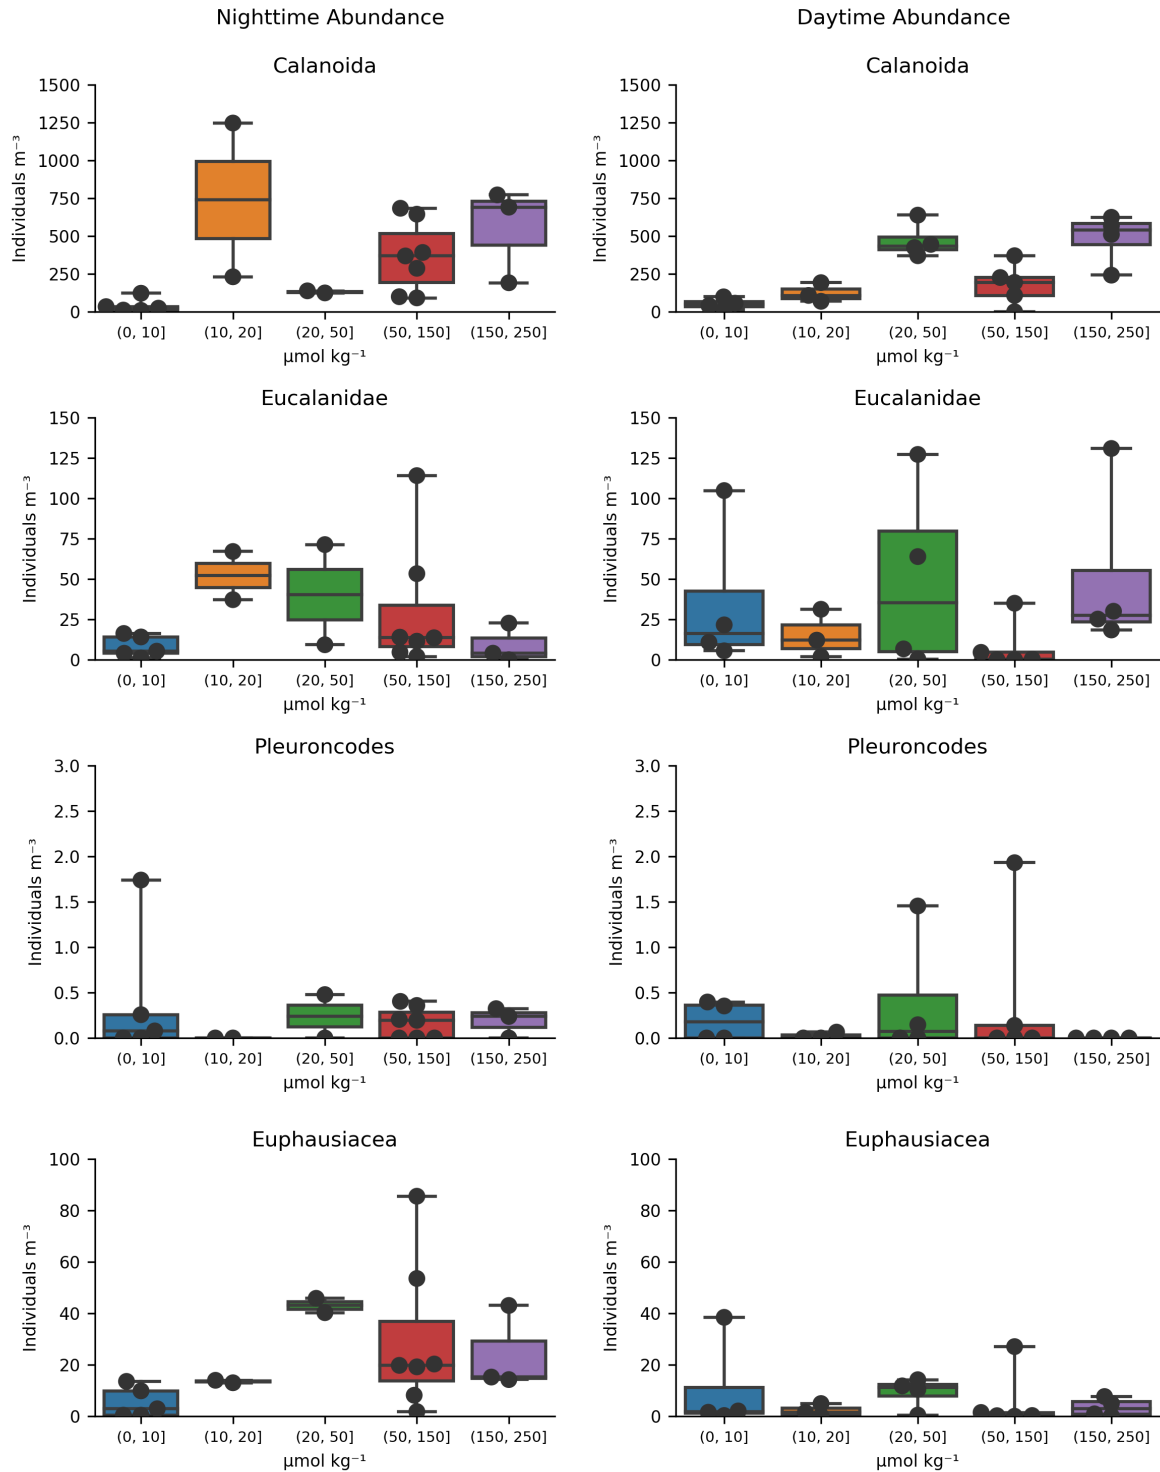 Nighttime Abundance
Daytime Abundance
Calanoida
Individuals m⁻³
1500
1250
1000
750
500
250
0
(0, 10] (10, 20] (20, 50] (50, 150] (150, 250]
μmol kg⁻¹
Calanoida
Individuals m⁻³
1500
1250
1000
750
500
250
0
(0, 10] (10, 20] (20, 50] (50, 150] (150, 250]
μmol kg⁻¹
Eucalanidae
Individuals m⁻³
150
125
100
75
50
25
0
(0, 10] (10, 20] (20, 50] (50, 150] (150, 250]
μmol kg⁻¹
Eucalanidae
Individuals m⁻³
150
125
100
75
50
25
0
(0, 10] (10, 20] (20, 50] (50, 150] (150, 250]
μmol kg⁻¹
Pleuroncodes
Individuals m⁻³
3.0
2.5
2.0
1.5
1.0
0.5
0.0
(0, 10] (10, 20] (20, 50] (50, 150] (150, 250]
μmol kg⁻¹
Pleuroncodes
Individuals m⁻³
3.0
2.5
2.0
1.5
1.0
0.5
0.0
(0, 10] (10, 20] (20, 50] (50, 150] (150, 250]
μmol kg⁻¹
Euphausiacea
Individuals m⁻³
100
80
60
40
20
0
(0, 10] (10, 20] (20, 50] (50, 150] (150, 250]
μmol kg⁻¹
Euphausiacea
Individuals m⁻³
100
80
60
40
20
0
(0, 10] (10, 20] (20, 50] (50, 150] (150, 250]
μmol kg⁻¹